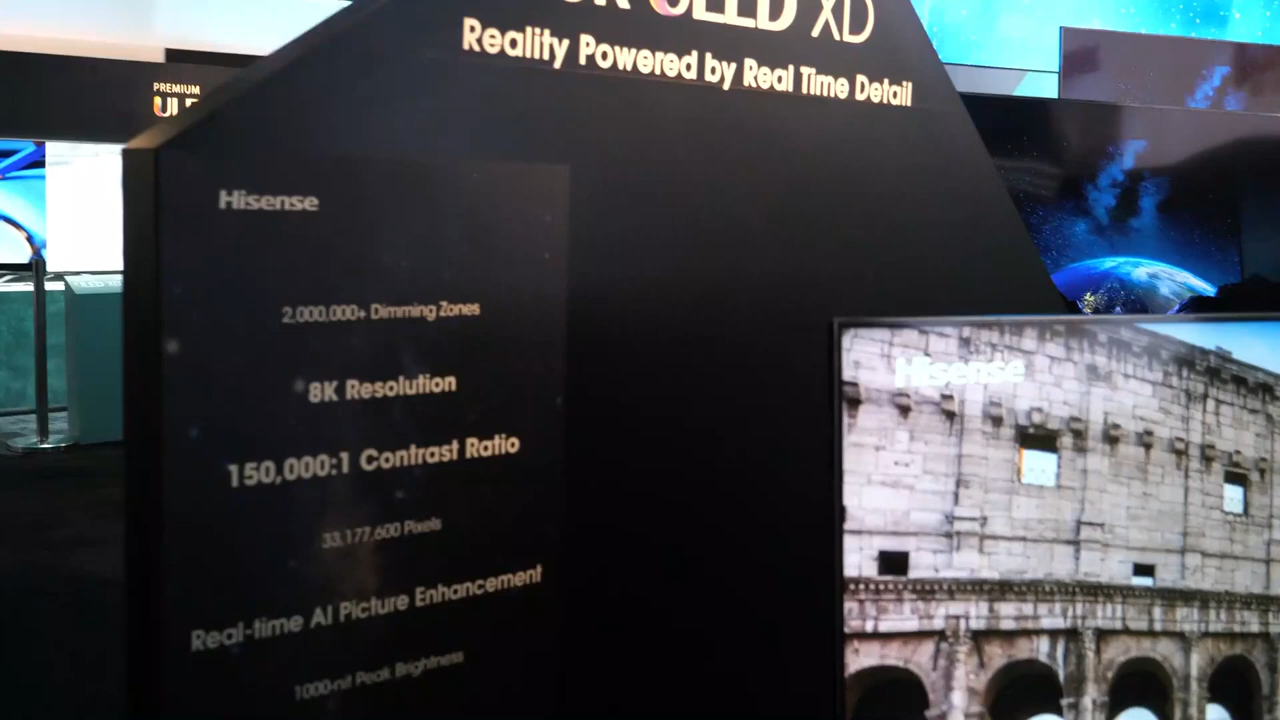 ULED XD
Reality Powered by Real Time Detail
PREMIUM
Hisense
2,000,000+ Dimming Zones
8K Resolution
150,000:1 Contrast Ratio
33,177,600 Pixels
Real-time AI Picture Enhancement
1000-nit Peak Brightness
Hisense